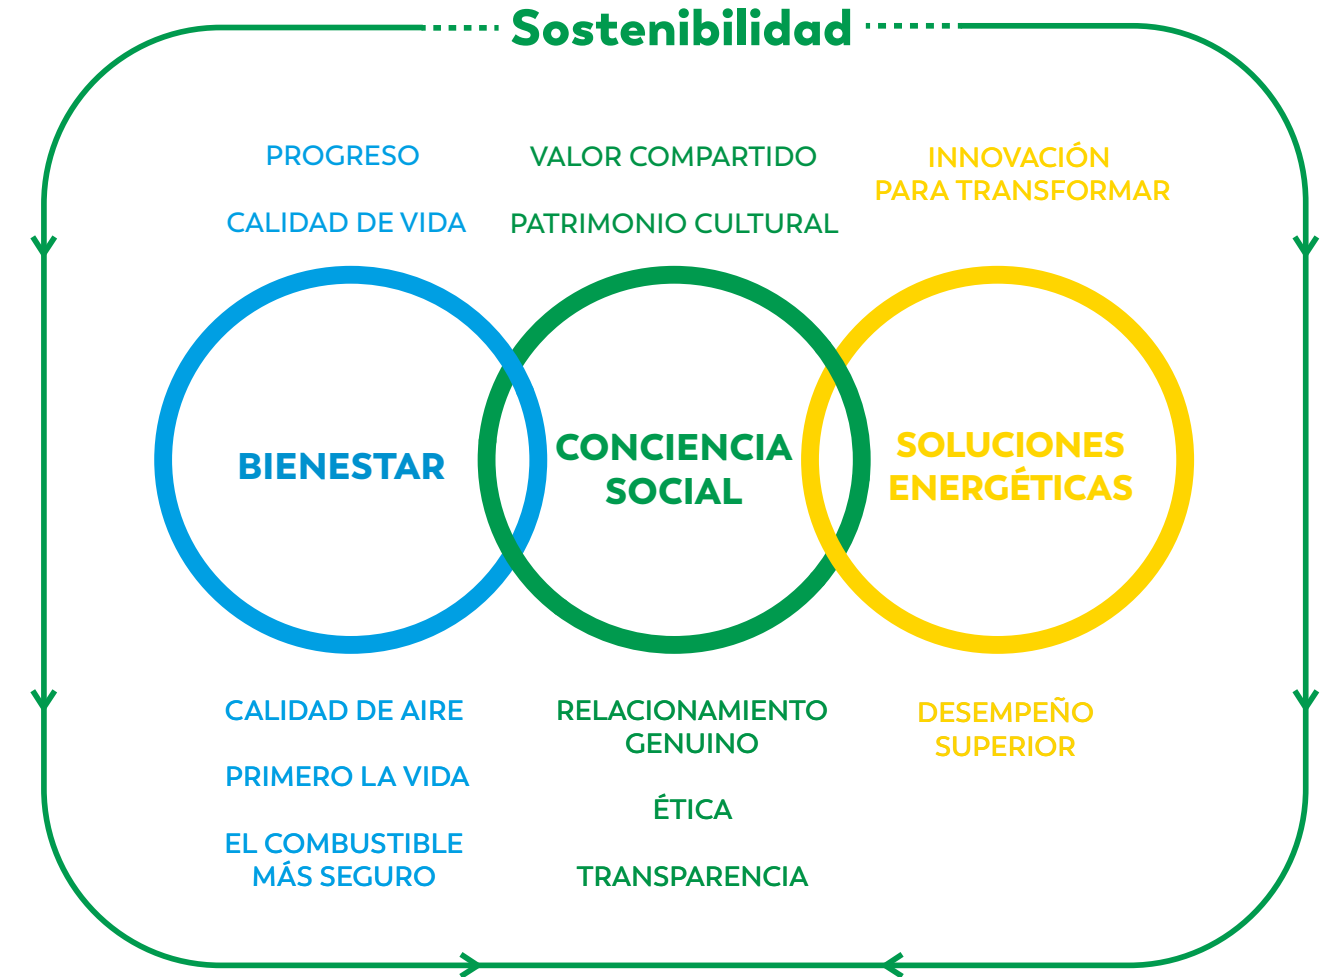 Sostenibilidad
PROGRESO
CALIDAD DE VIDA
VALOR COMPARTIDO
PATRIMONIO CULTURAL
INNOVACIÓN
PARA TRANSFORMAR
BIENESTAR
CONCIENCIA
SOCIAL
SOLUCIONES
ENERGÉTICAS
CALIDAD DE AIRE
PRIMERO LA VIDA
EL COMBUSTIBLE
MÁS SEGURO
RELACIONAMIENTO
GENUINO
ÉTICA
TRANSPARENCIA
DESEMPEÑO
SUPERIOR